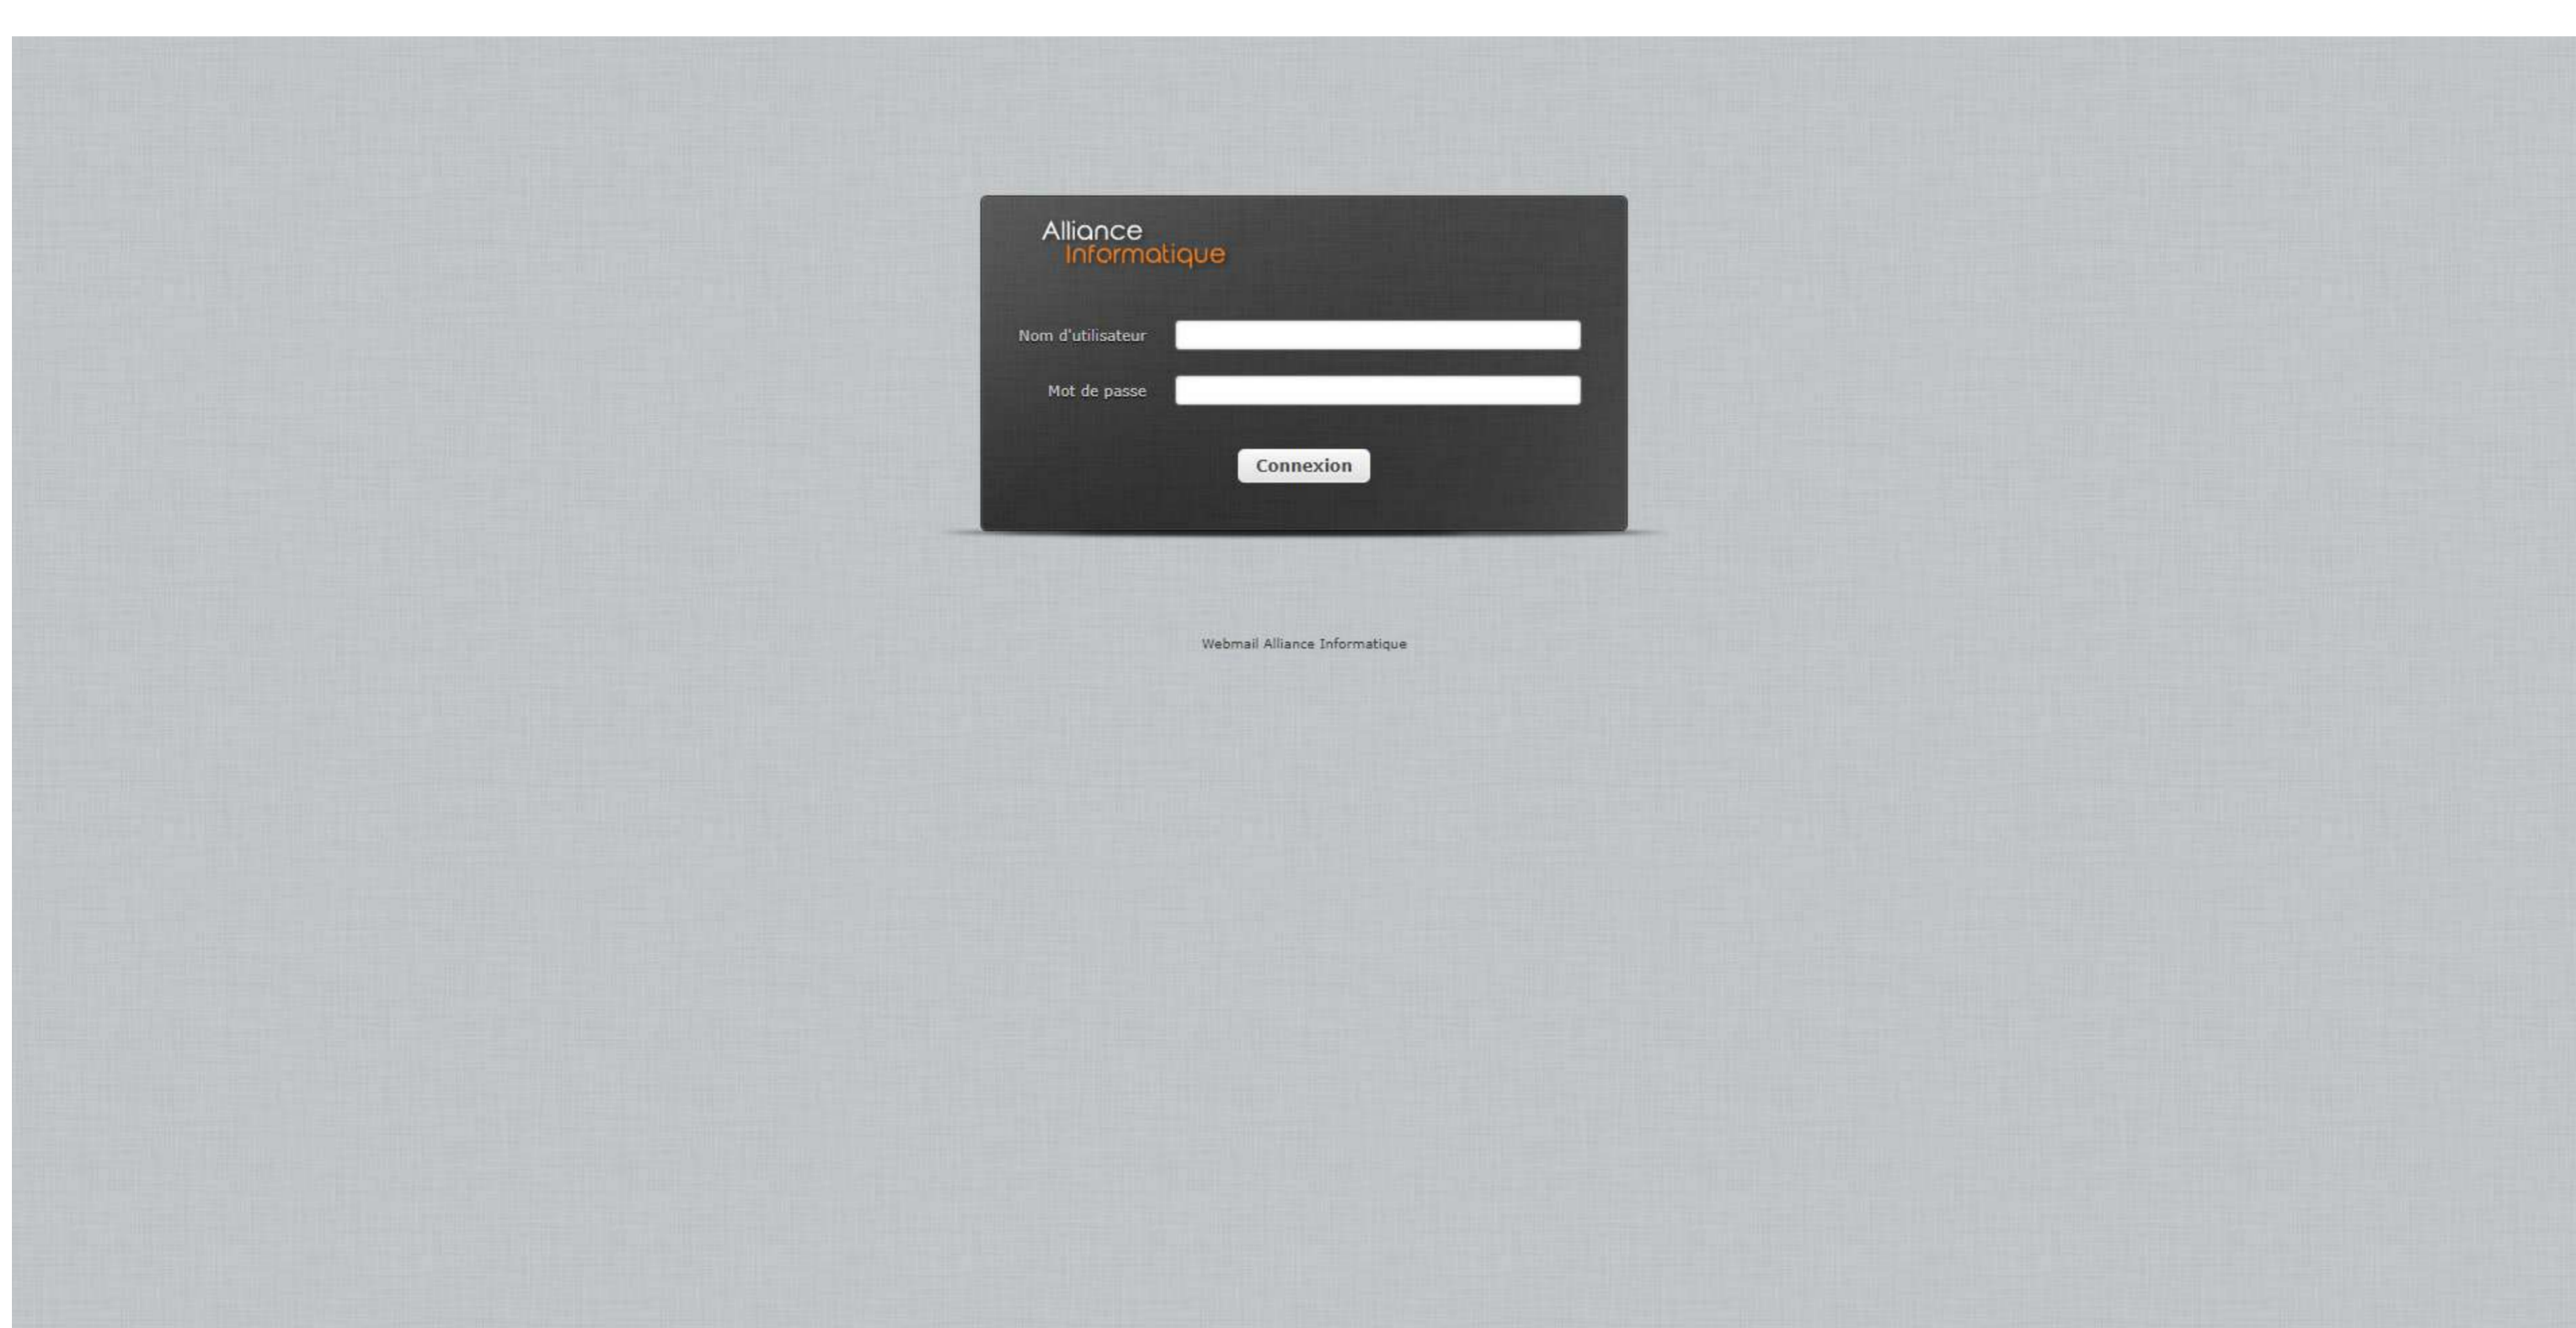 Alliance
Informatique
Nom d'utilisateur
Mot de passe
Connexion
Webmail Alliance Informatique